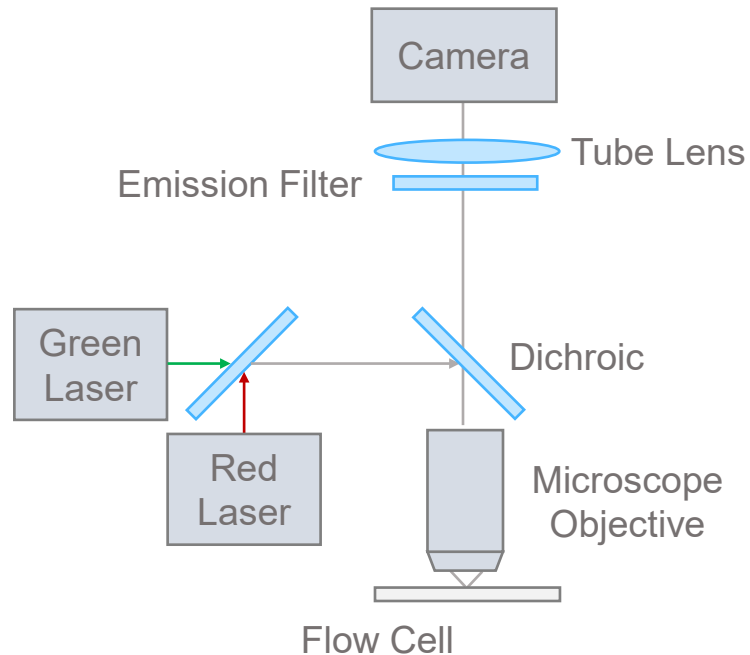 Camera
Tube Lens
Emission Filter
Green
Laser
Dichroic
Red
Laser
Microscope
Objective
Flow Cell